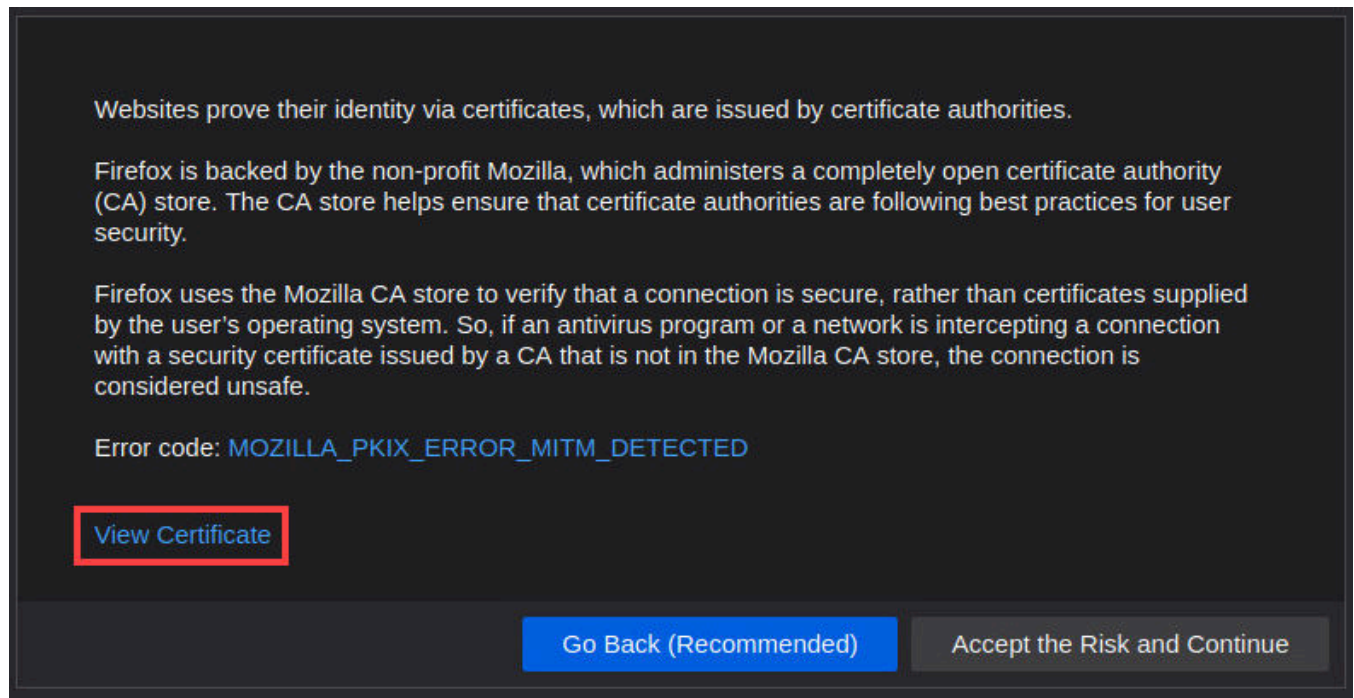 Websites prove their identity via certificates, which are issued by certificate authorities.
Firefox is backed by the non-profit Mozilla, which administers a completely open certificate authority
(CA) store. The CA store helps ensure that certificate authorities are following best practices for user
security.
Firefox uses the Mozilla CA store to verify that a connection is secure, rather than certificates supplied
by the user’s operating system. So, if an antivirus program or a network is intercepting a connection
with a security certificate issued by a CA that is not in the Mozilla CA store, the connection is
considered unsafe.
Error code: MOZILLA_PKIX_ERROR_MITM_DETECTED
View Certificate
Go Back (Recommended) Accept the Risk and Continue